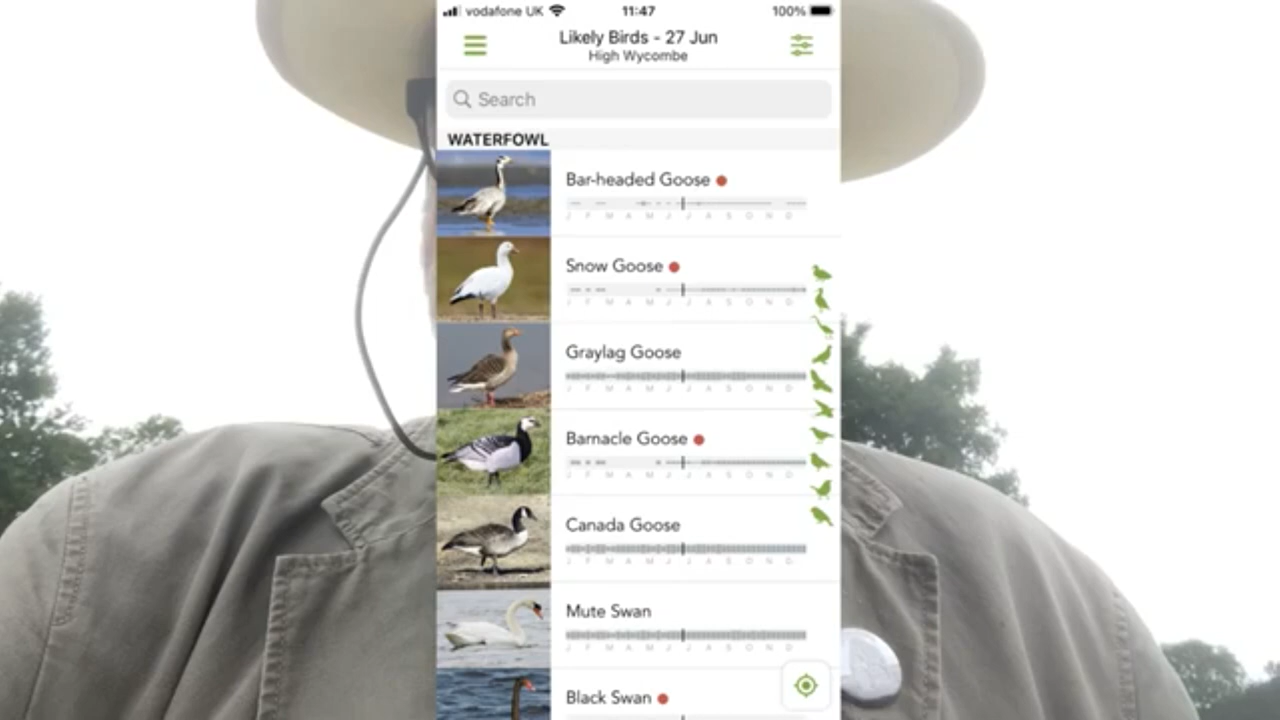 vodafone UK 11:47 100%
Likely Birds - 27 Jun
High Wycombe
Search
WATERFOWL
Bar-headed Goose
J F M A M J J A S O N D
Snow Goose
J F M A M J J A S O N D
Graylag Goose
J F M A M J J A S O N D
Barnacle Goose
J F M A M J J A S O N D
Canada Goose
J F M A M J J A S O N D
Mute Swan
J F M A M J J A S O N D
Black Swan